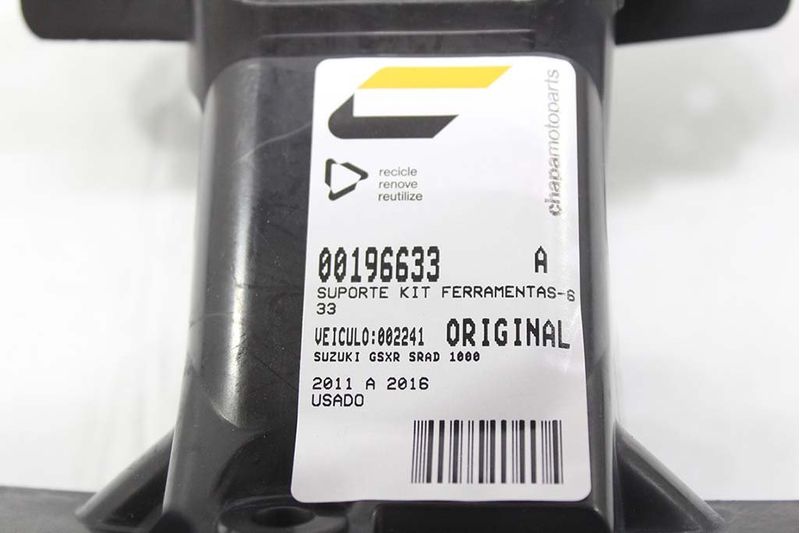 recicle
renove
reutilize
chapamotoparts
00196633 A
SUPORTE KIT FERRAMENTAS-6
33
VEICULO:002241 ORIGINAL
SUZUKI GSXR SRAD 1000
2011 A 2016
USADO